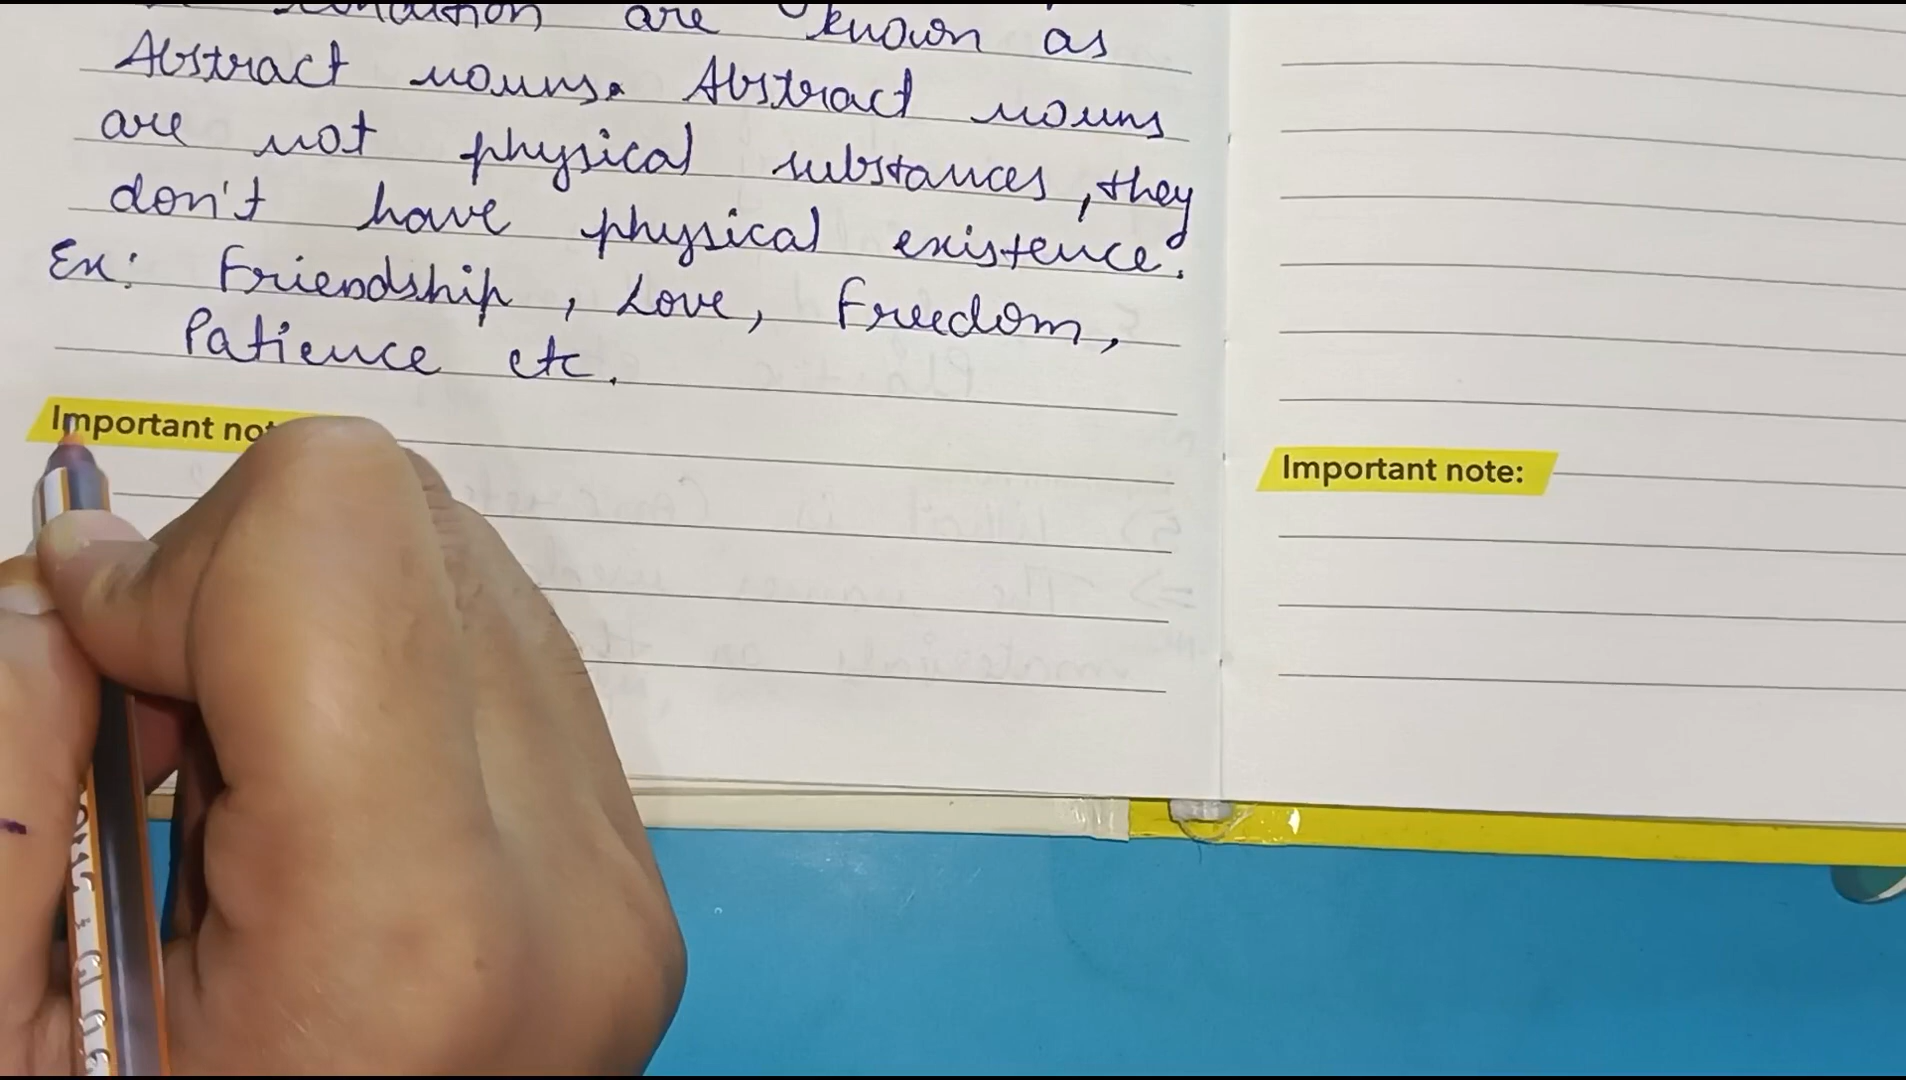 condition are known as
Abstract nouns. Abstract nouns
are not physical substances, they
don't have physical existence.
Ex: Friendship, Love, Freedom,
Patience etc.
Important
Important note: